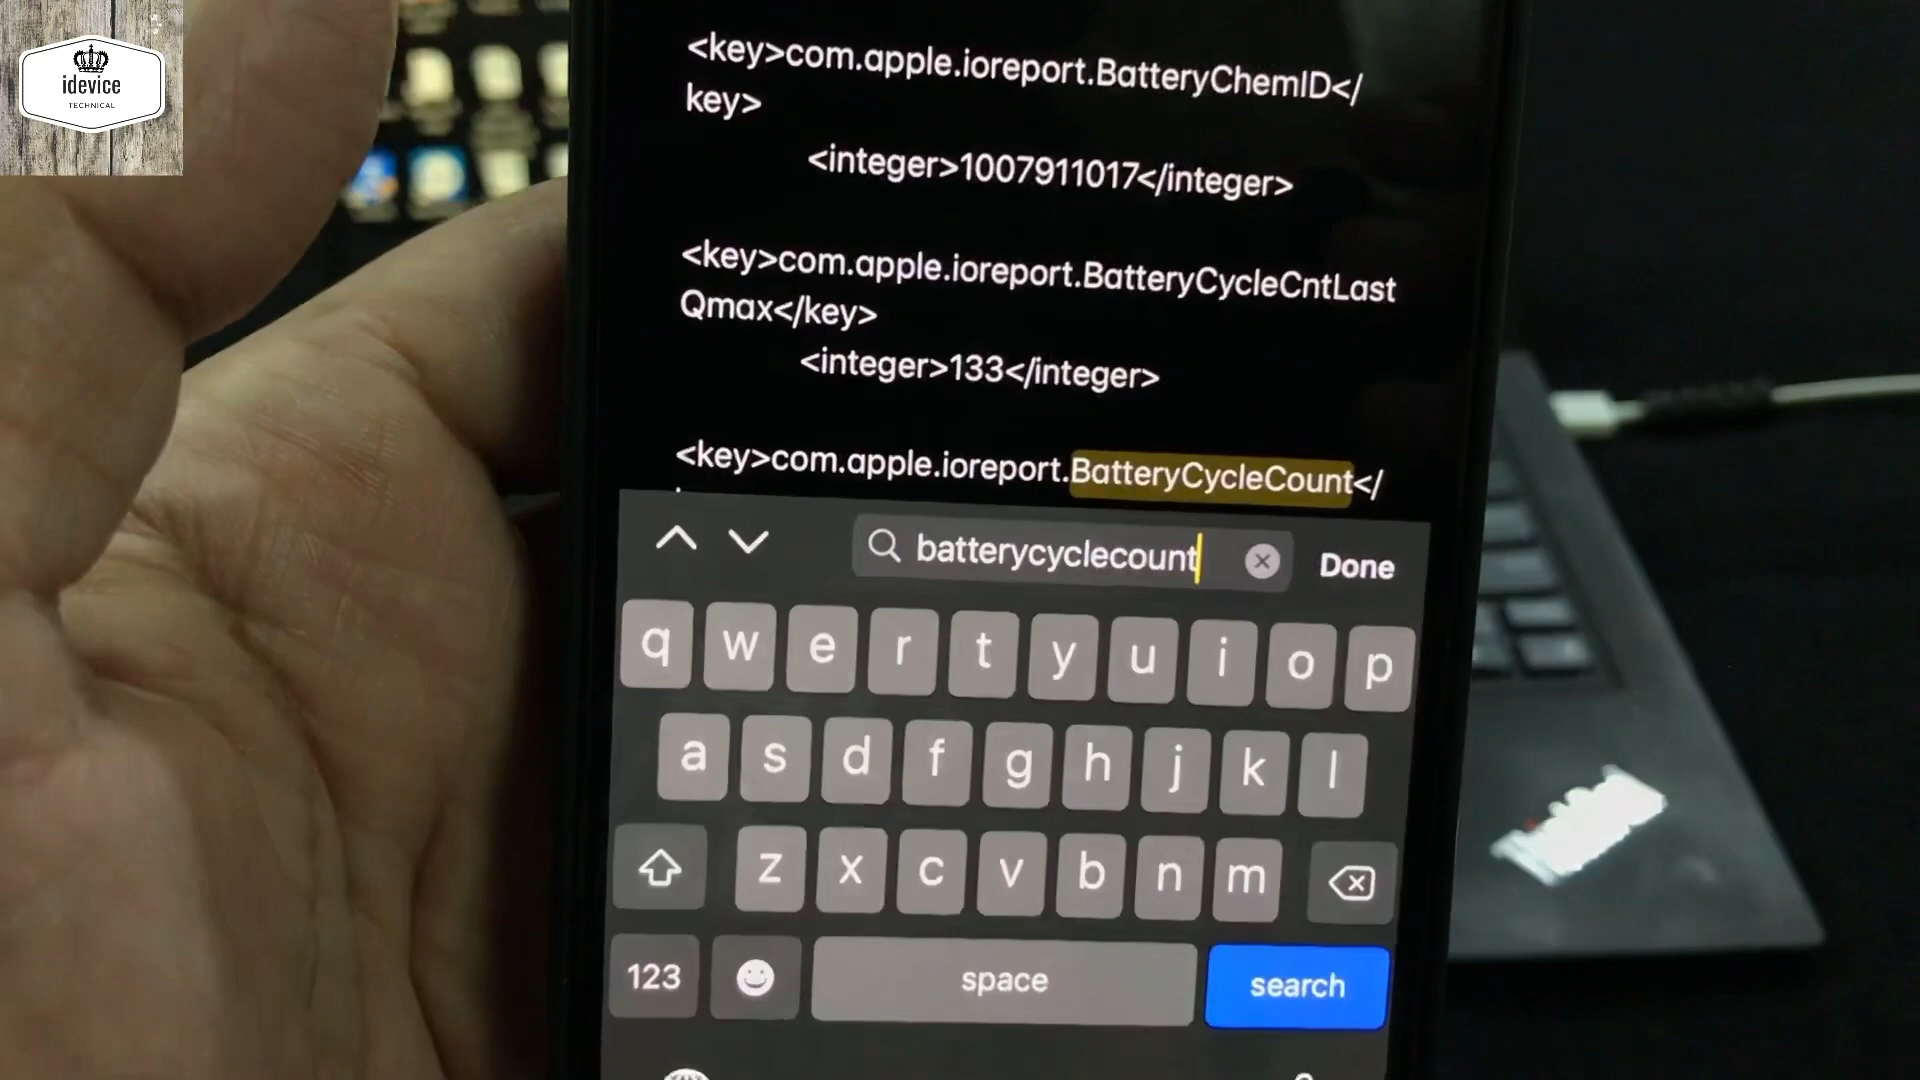 idevice
TECHNICAL
<key>com.apple.ioreport.BatteryChemID</
key>
<integer>1007911017</integer>
<key>com.apple.ioreport.BatteryCycleCntLast
Qmax</key>
<integer>133</integer>
<key>com.apple.ioreport.BatteryCycleCount</
batterycyclecount Done
q w e r t y u i o p
a s d f g h j k l
z x c v b n m
123 space search